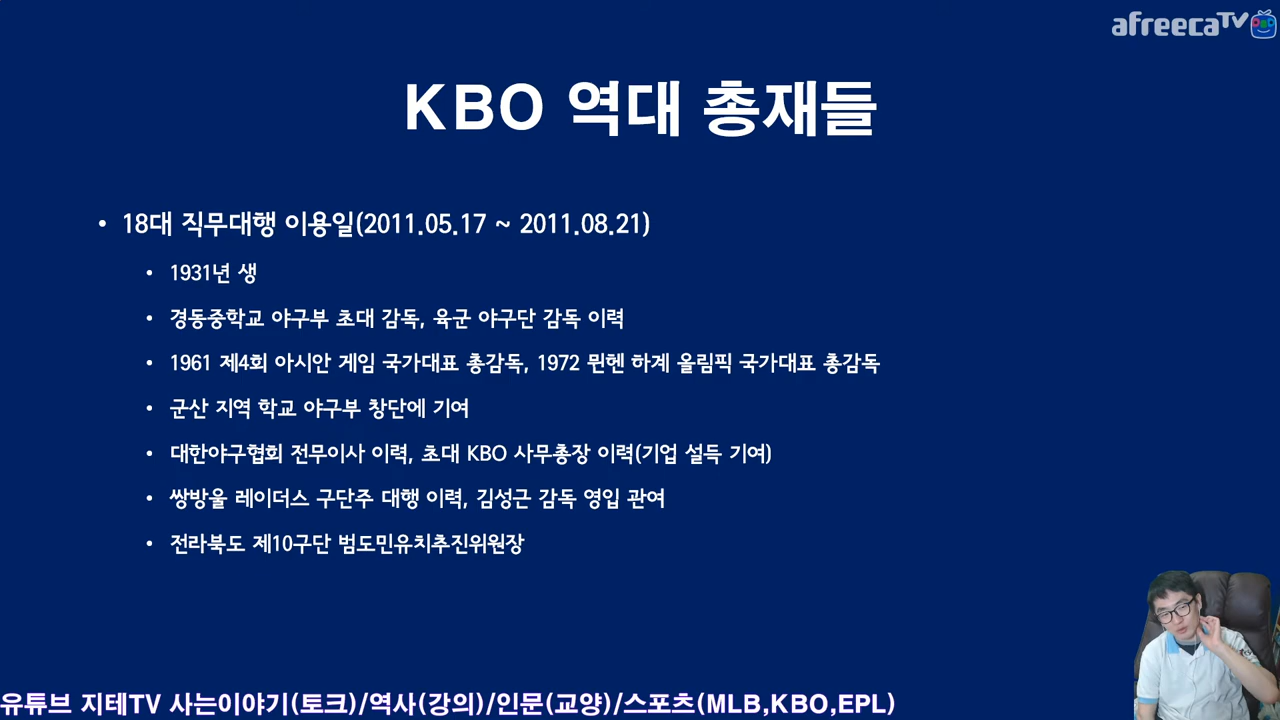 afreecaTV
KBO 역대 총재들
• 18대 직무대행 이용일(2011.05.17 ~ 2011.08.21)
• 1931년 생
• 경동중학교 야구부 초대 감독, 육군 야구단 감독 이력
• 1961 제4회 아시안 게임 국가대표 총감독, 1972 뮌헨 하계 올림픽 국가대표 총감독
• 군산 지역 학교 야구부 창단에 기여
• 대한야구협회 전무이사 이력, 초대 KBO 사무총장 이력(기업 설득 기여)
• 쌍방울 레이더스 구단주 대행 이력, 김성근 감독 영입 관여
• 전라북도 제10구단 범도민유치추진위원장
유튜브 지테TV 사는이야기(토크)/역사(강의)/인문(교양)/스포츠(MLB,KBO,EPL)